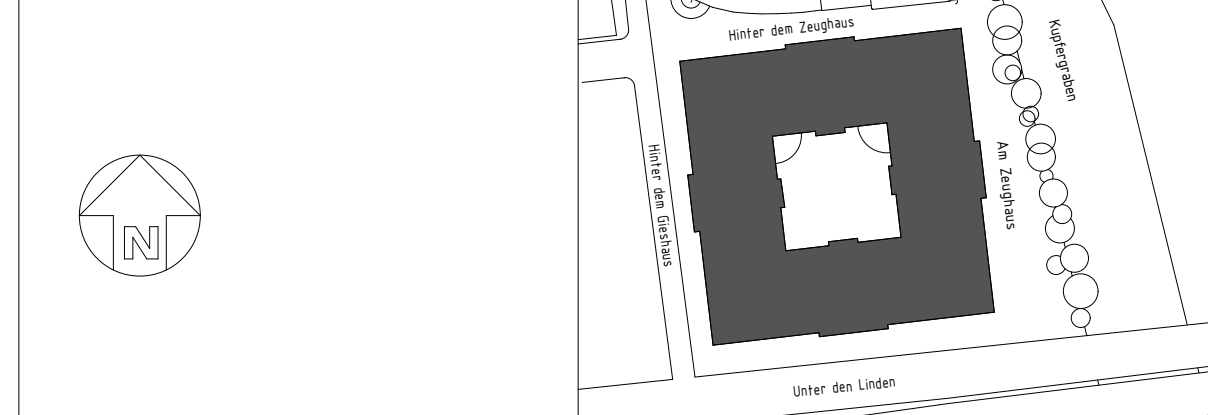 Hinter dem Zeughaus
Kupfergraben
Hinter dem Gieshaus
Am Zeughaus
N
Unter den Linden